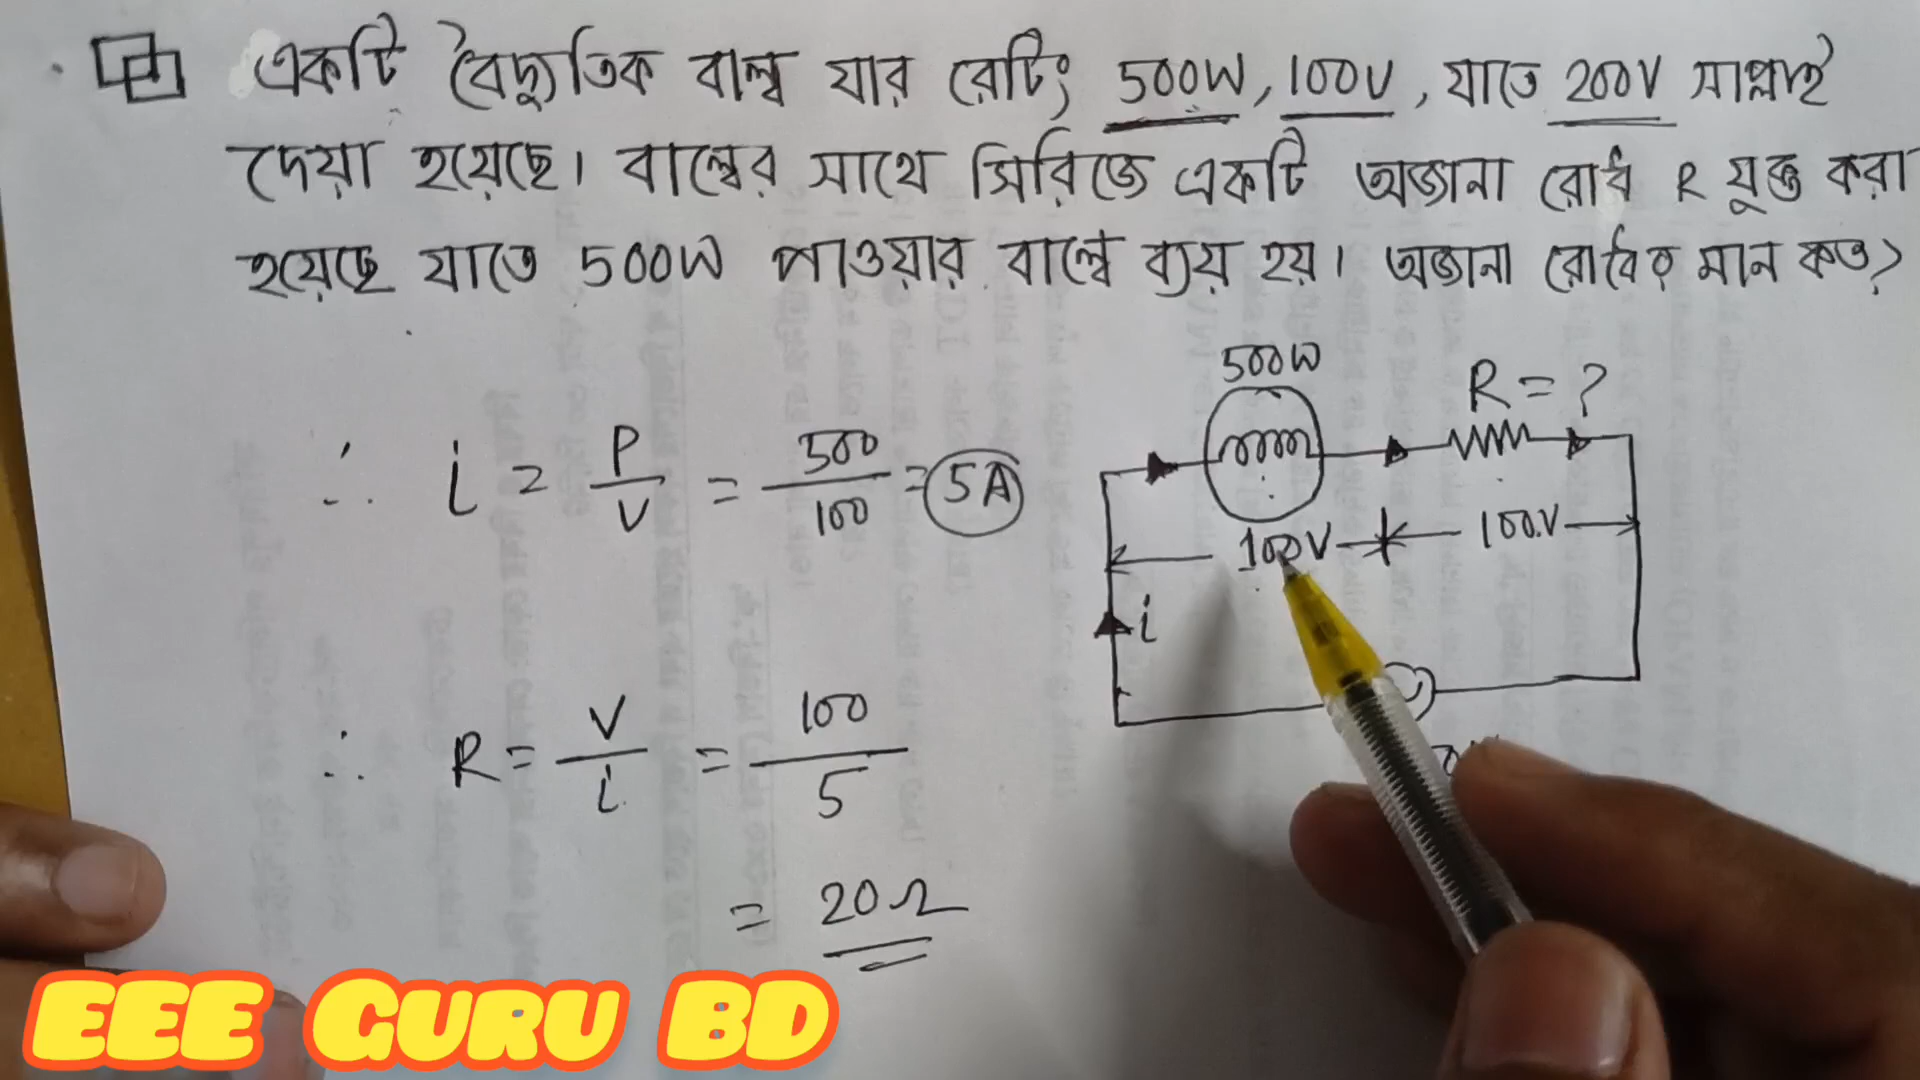 একটি বৈদ্যুতিক বাল্ব যার রেটিং 500W, 100V, যাতে 200V সাপ্লাই
দেয়া হয়েছে। বাল্বের সাথে সিরিজে একটি অজানা রোধ R যুক্ত করা
হয়েছে যাতে 500W পাওয়ার বাল্বে ব্যয় হয়। অজানা রোধের মান কত?
500W
R = ?
∴ i = P/V = 500/100 = 5A
100V
100V
i
∴ R = V/i = 100/5
= 20Ω
EEE GURU BD